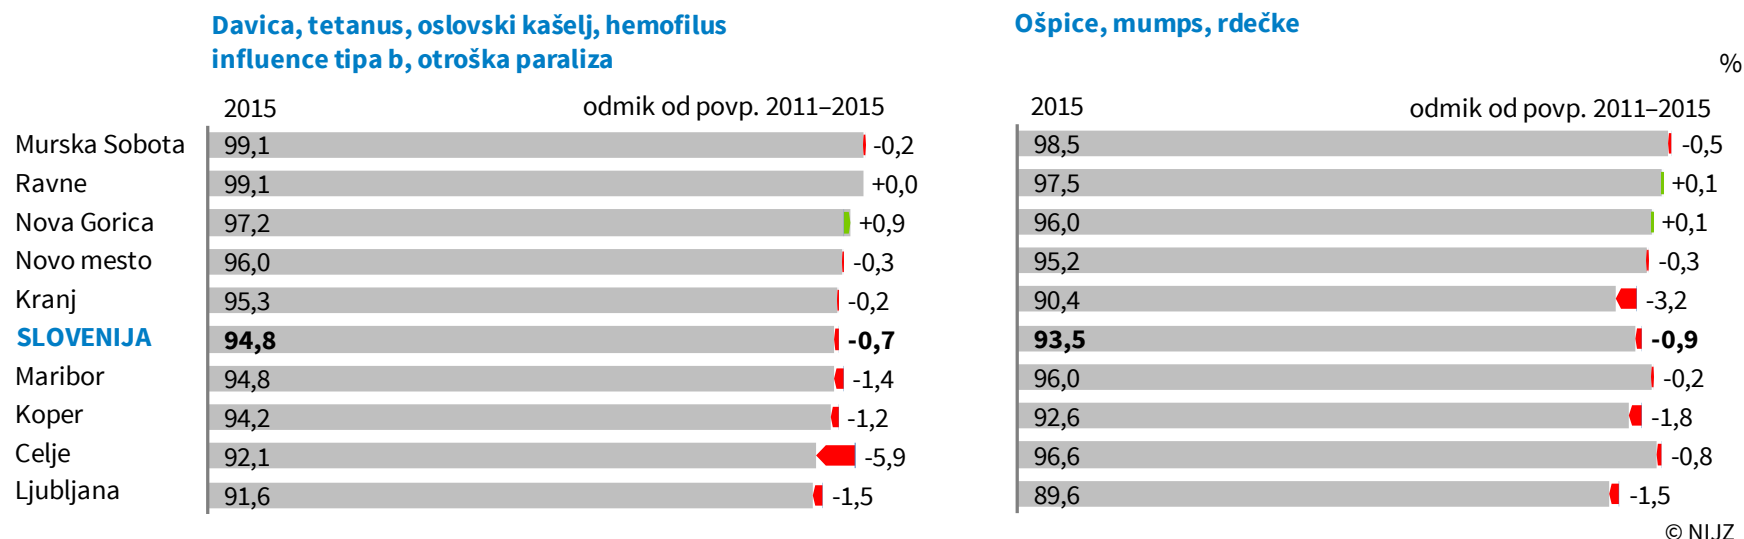 Davica, tetanus, oslovski kašelj, hemofilus
influence tipa b, otroška paraliza
Ošpice, mumps, rdečke
%
2015 odmik od povp. 2011–2015 2015 odmik od povp. 2011–2015
Murska Sobota 99,1 -0,2 98,5 -0,5
Ravne 99,1 +0,0 97,5 +0,1
Nova Gorica 97,2 +0,9 96,0 +0,1
Novo mesto 96,0 -0,3 95,2 -0,3
Kranj 95,3 -0,2 90,4 -3,2
SLOVENIJA 94,8 -0,7 93,5 -0,9
Maribor 94,8 -1,4 96,0 -0,2
Koper 94,2 -1,2 92,6 -1,8
Celje 92,1 -5,9 96,6 -0,8
Ljubljana 91,6 -1,5 89,6 -1,5
© NIJZ